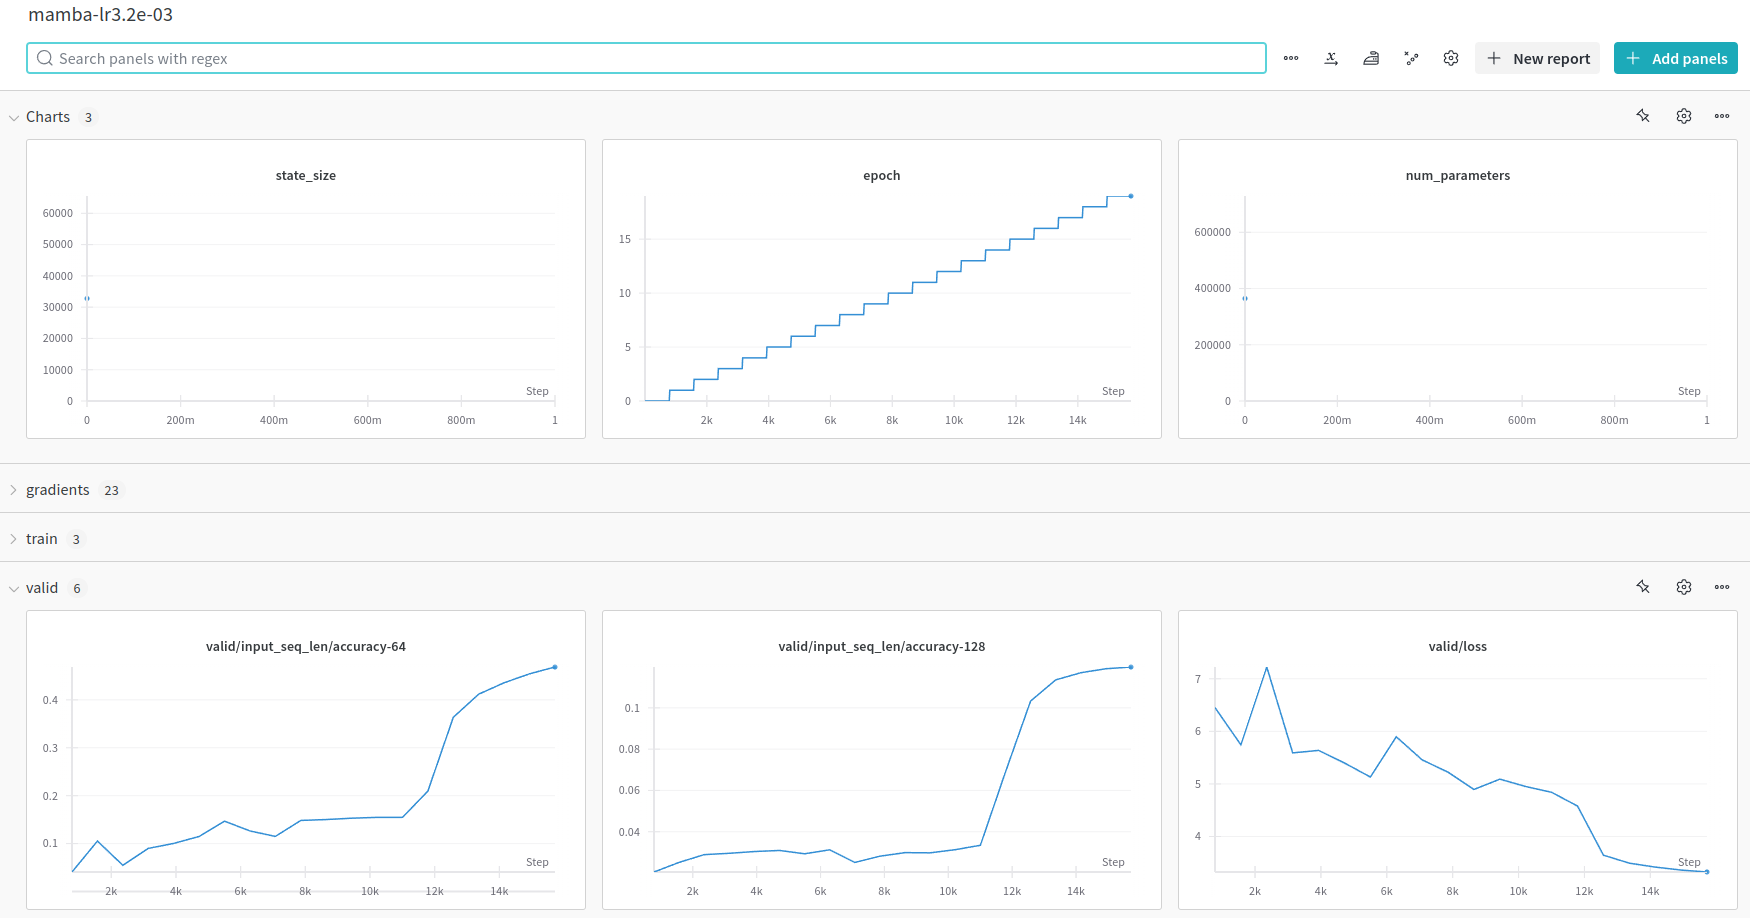 mamba-lr3.2e-03
Search panels with regex
New report
Add panels
Charts 3
state_size
60000
50000
40000
30000
20000
10000
0
Step
0 200m 400m 600m 800m 1
epoch
15
10
5
0
Step
2k 4k 6k 8k 10k 12k 14k
num_parameters
600000
400000
200000
0
Step
0 200m 400m 600m 800m 1
gradients 23
train 3
valid 6
valid/input_seq_len/accuracy-64
0.4
0.3
0.2
0.1
Step
2k 4k 6k 8k 10k 12k 14k
valid/input_seq_len/accuracy-128
0.1
0.08
0.06
0.04
Step
2k 4k 6k 8k 10k 12k 14k
valid/loss
7
6
5
4
Step
2k 4k 6k 8k 10k 12k 14k